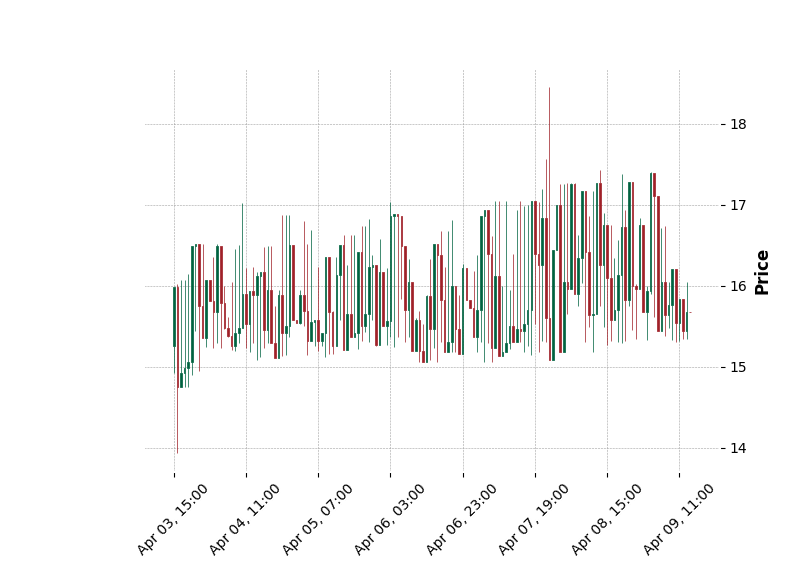 18
17
16
15
14
Price
Apr 03, 15:00
Apr 04, 11:00
Apr 05, 07:00
Apr 06, 03:00
Apr 06, 23:00
Apr 07, 19:00
Apr 08, 15:00
Apr 09, 11:00